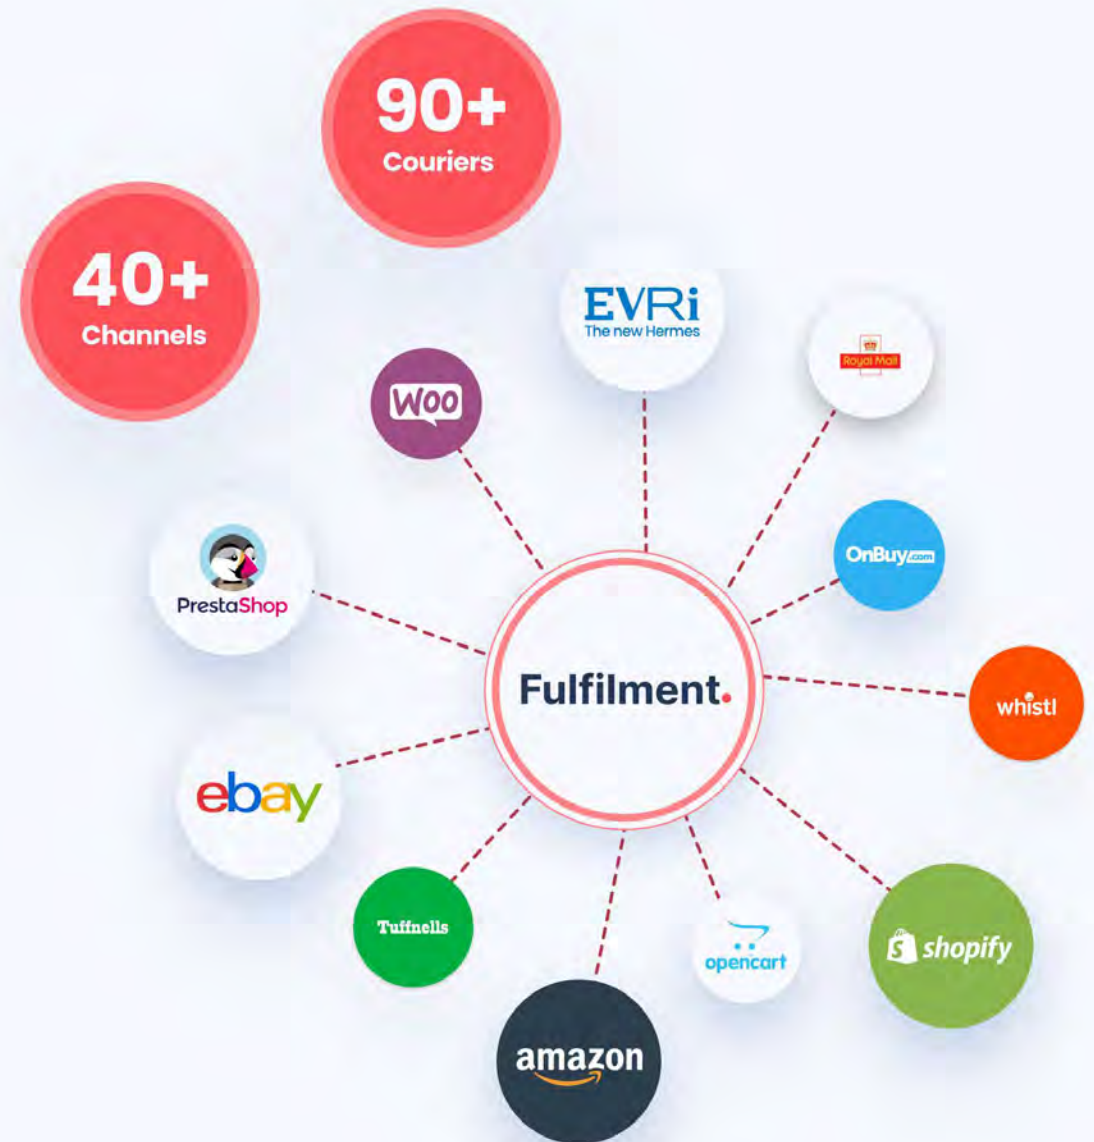 90+
Couriers
40+
Channels
EVRi
The new Hermes
Royal Mail
Woo
OnBuy.com
PrestaShop
Fulfilment.
whistl
ebay
Tuffnells
opencart
shopify
amazon